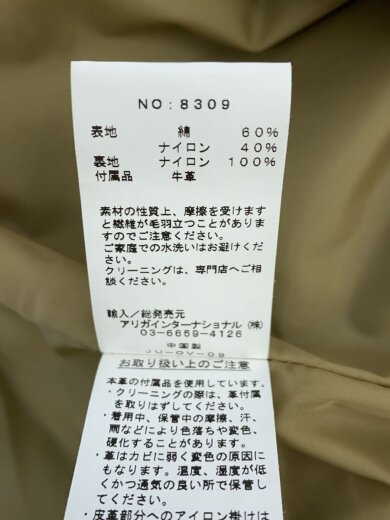 NO:8309
表地 綿 60%
ナイロン 40%
裏地 ナイロン 100%
付属品 牛革
素材の性質上、摩擦を受けますと
と繊維が毛羽立つことがあり
ますのでご注意ください。
ご家庭での水洗いはお避けくだ
さい。
クリーニングは、専門店へご相
談ください。
輸入/総発売元
アリガインターナショナル(株)
03-6659-4126
中国製
JU-OV-09
お取り扱い上のご注意
本革の付属品を使用しています。
・クリーニングの際は、革付属
を取りはずしてください。
・着用中、保管中の摩擦、汗、
雨などにより色落ちや変色、
硬化することがあります。
・革はカビに弱く変色の原因に
もなります。温度、湿度が低
くかつ通気の良い所で保管し
てください。
・皮革部分へのアイロン掛けは